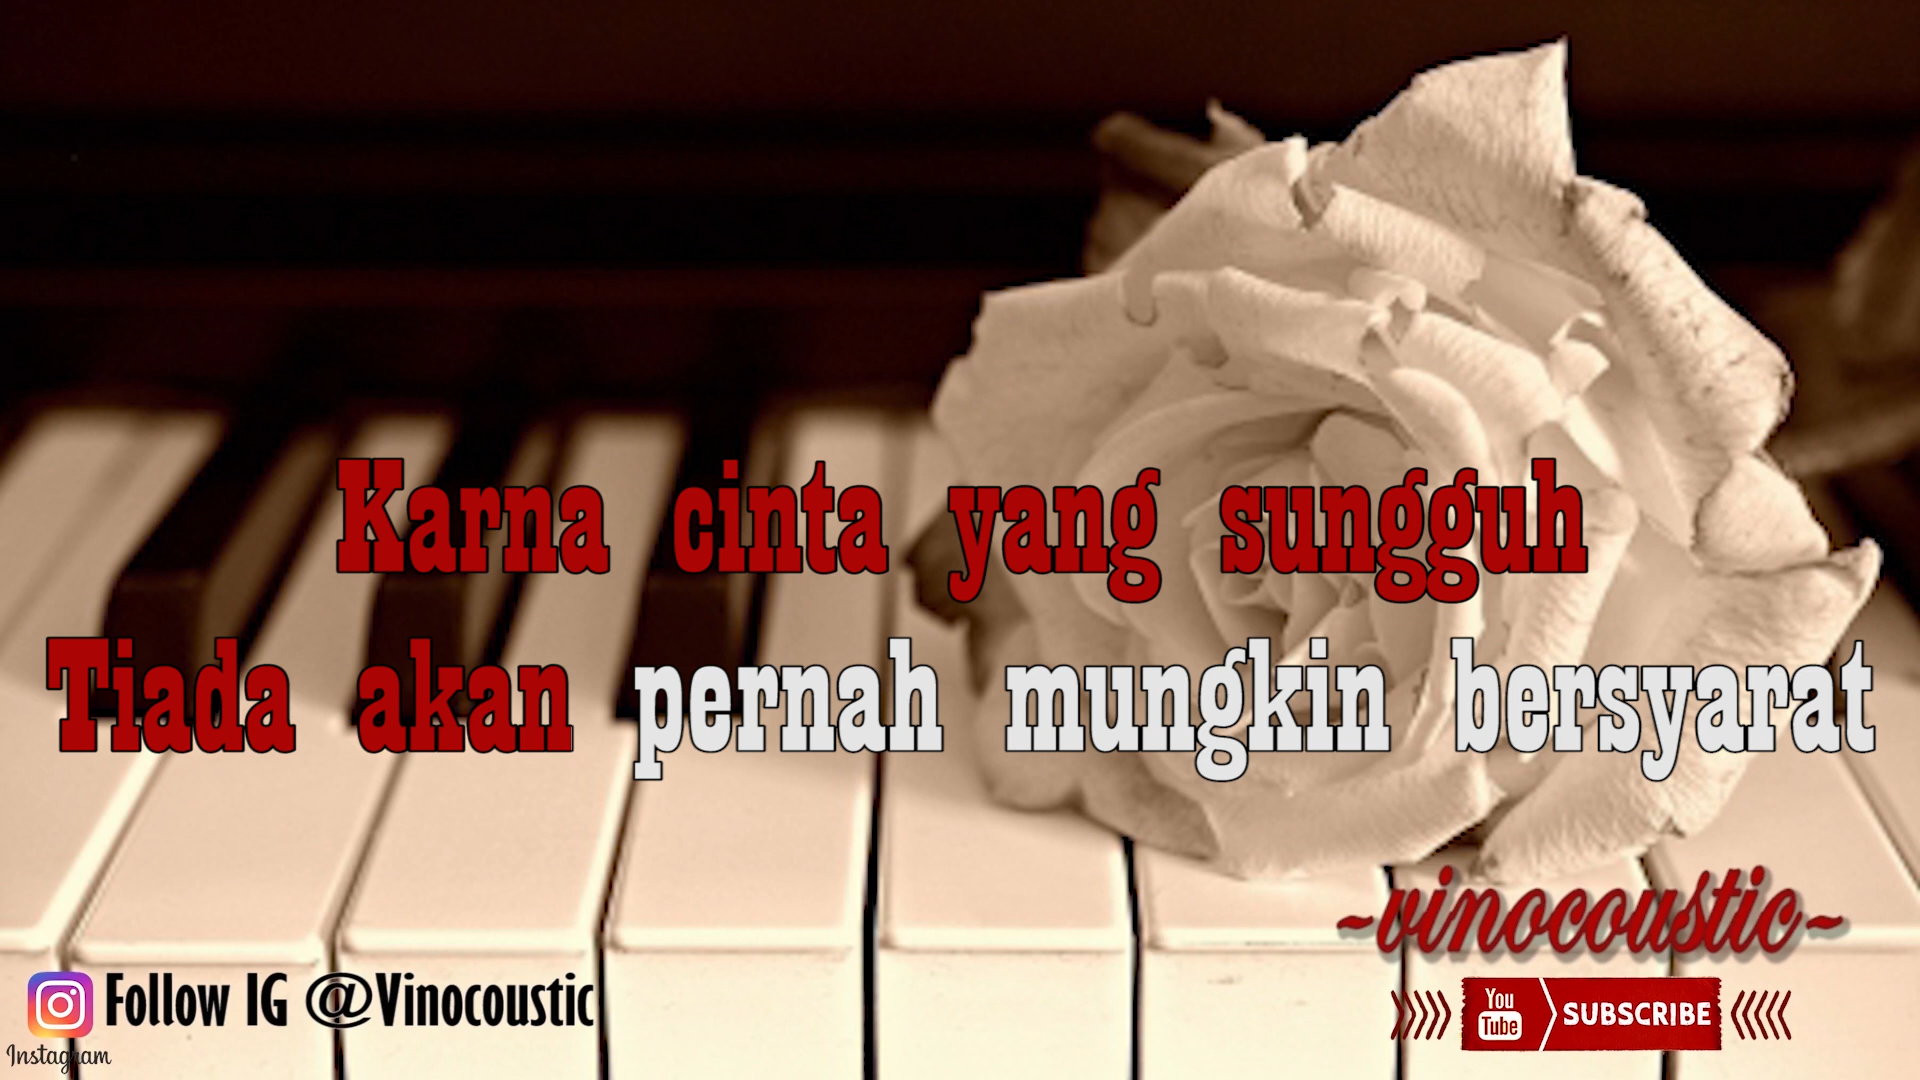 Karna cinta yang sungguh
Tiada akan pernah mungkin bersyarat
~vinocoustic~
Follow IG @Vinocoustic
Instagram
You Tube SUBSCRIBE